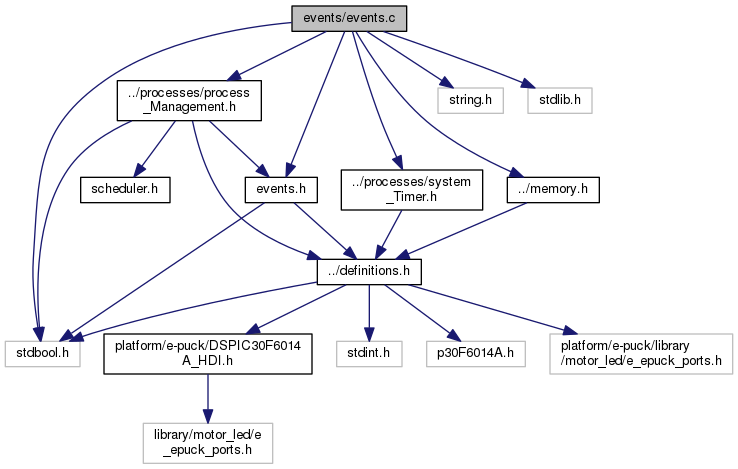 events/events.c
../processes/process
_Management.h
string.h
stdlib.h
scheduler.h
events.h
../processes/system
_Timer.h
../memory.h
../definitions.h
stdbool.h
platform/e-puck/DSPIC30F6014
A_HDI.h
stdint.h
p30F6014A.h
platform/e-puck/library
/motor_led/e_epuck_ports.h
library/motor_led/e
_epuck_ports.h